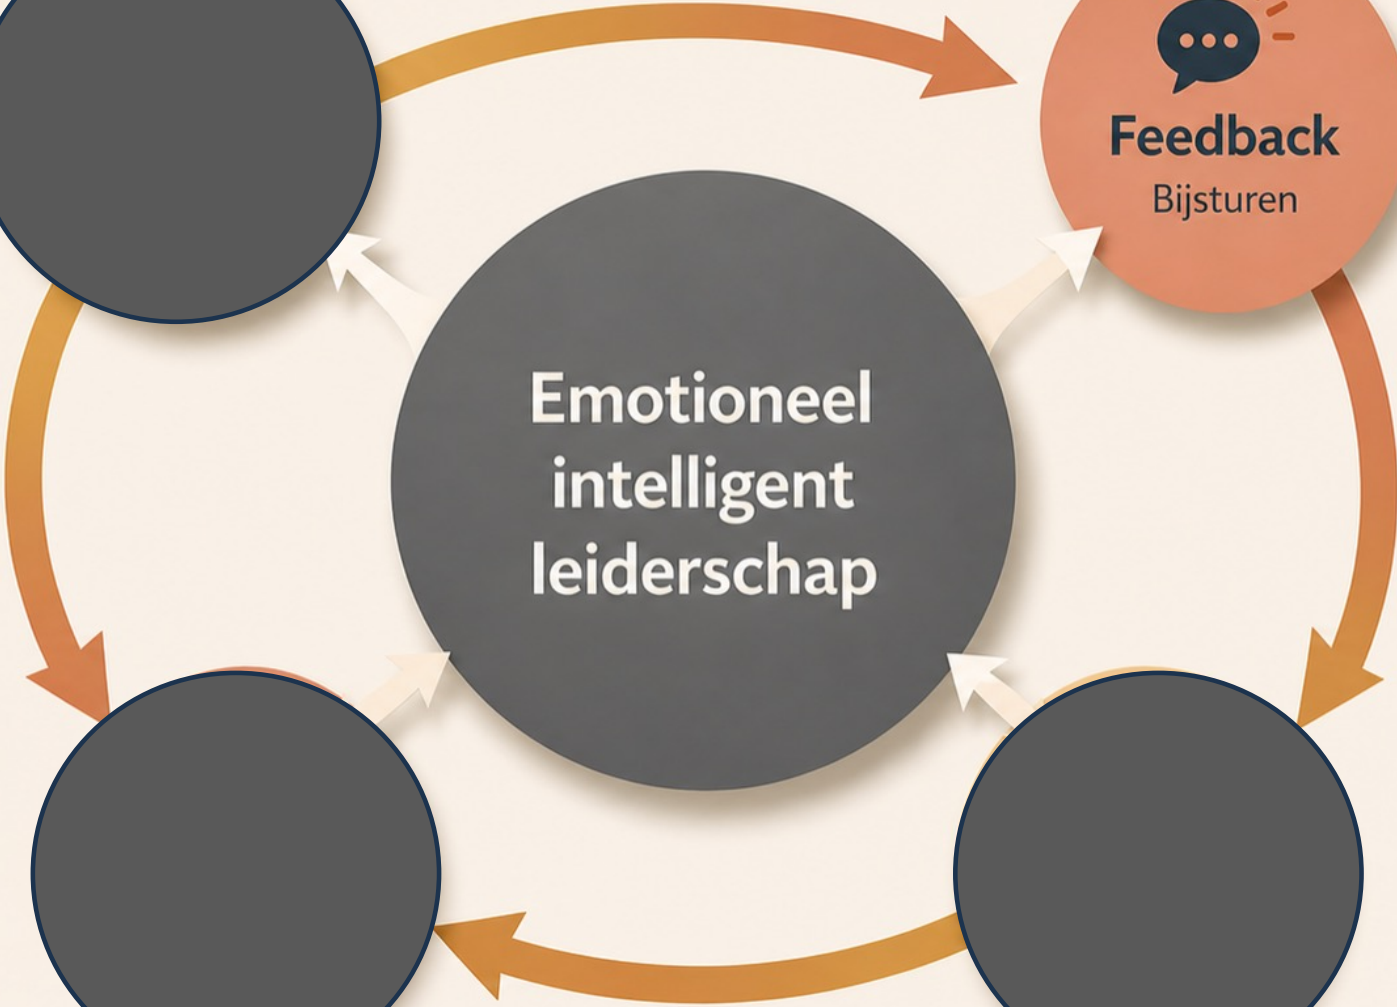 Feedback
Bijsturen
Emotioneel
intelligent
leiderschap